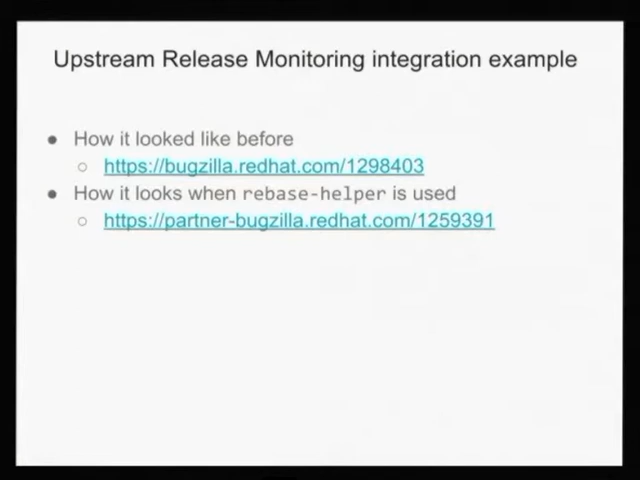 Upstream Release Monitoring integration example
● How it looked like before
○ https://bugzilla.redhat.com/1298403
● How it looks when rebase-helper is used
○ https://partner-bugzilla.redhat.com/1259391